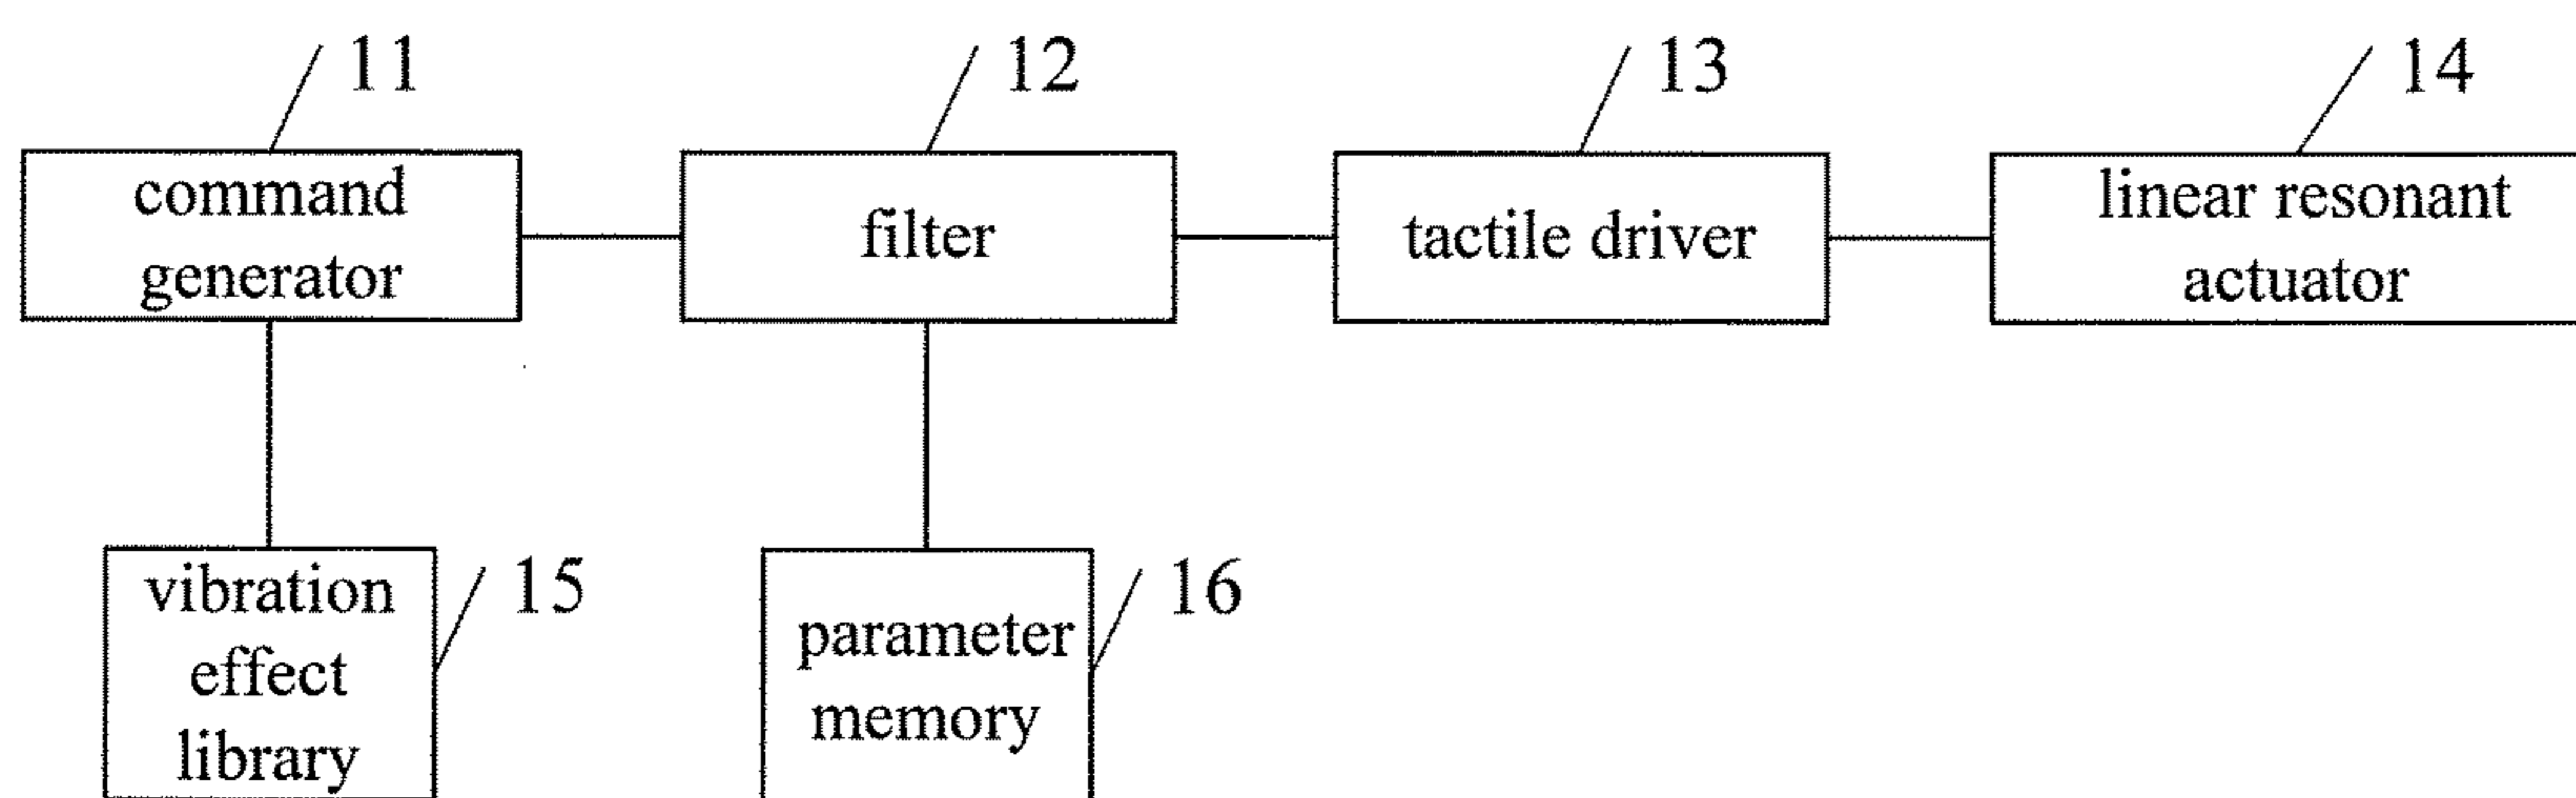 11
12
13
14
command
generator
filter
tactile driver
linear resonant
actuator
15
16
vibration
effect
library
parameter
memory